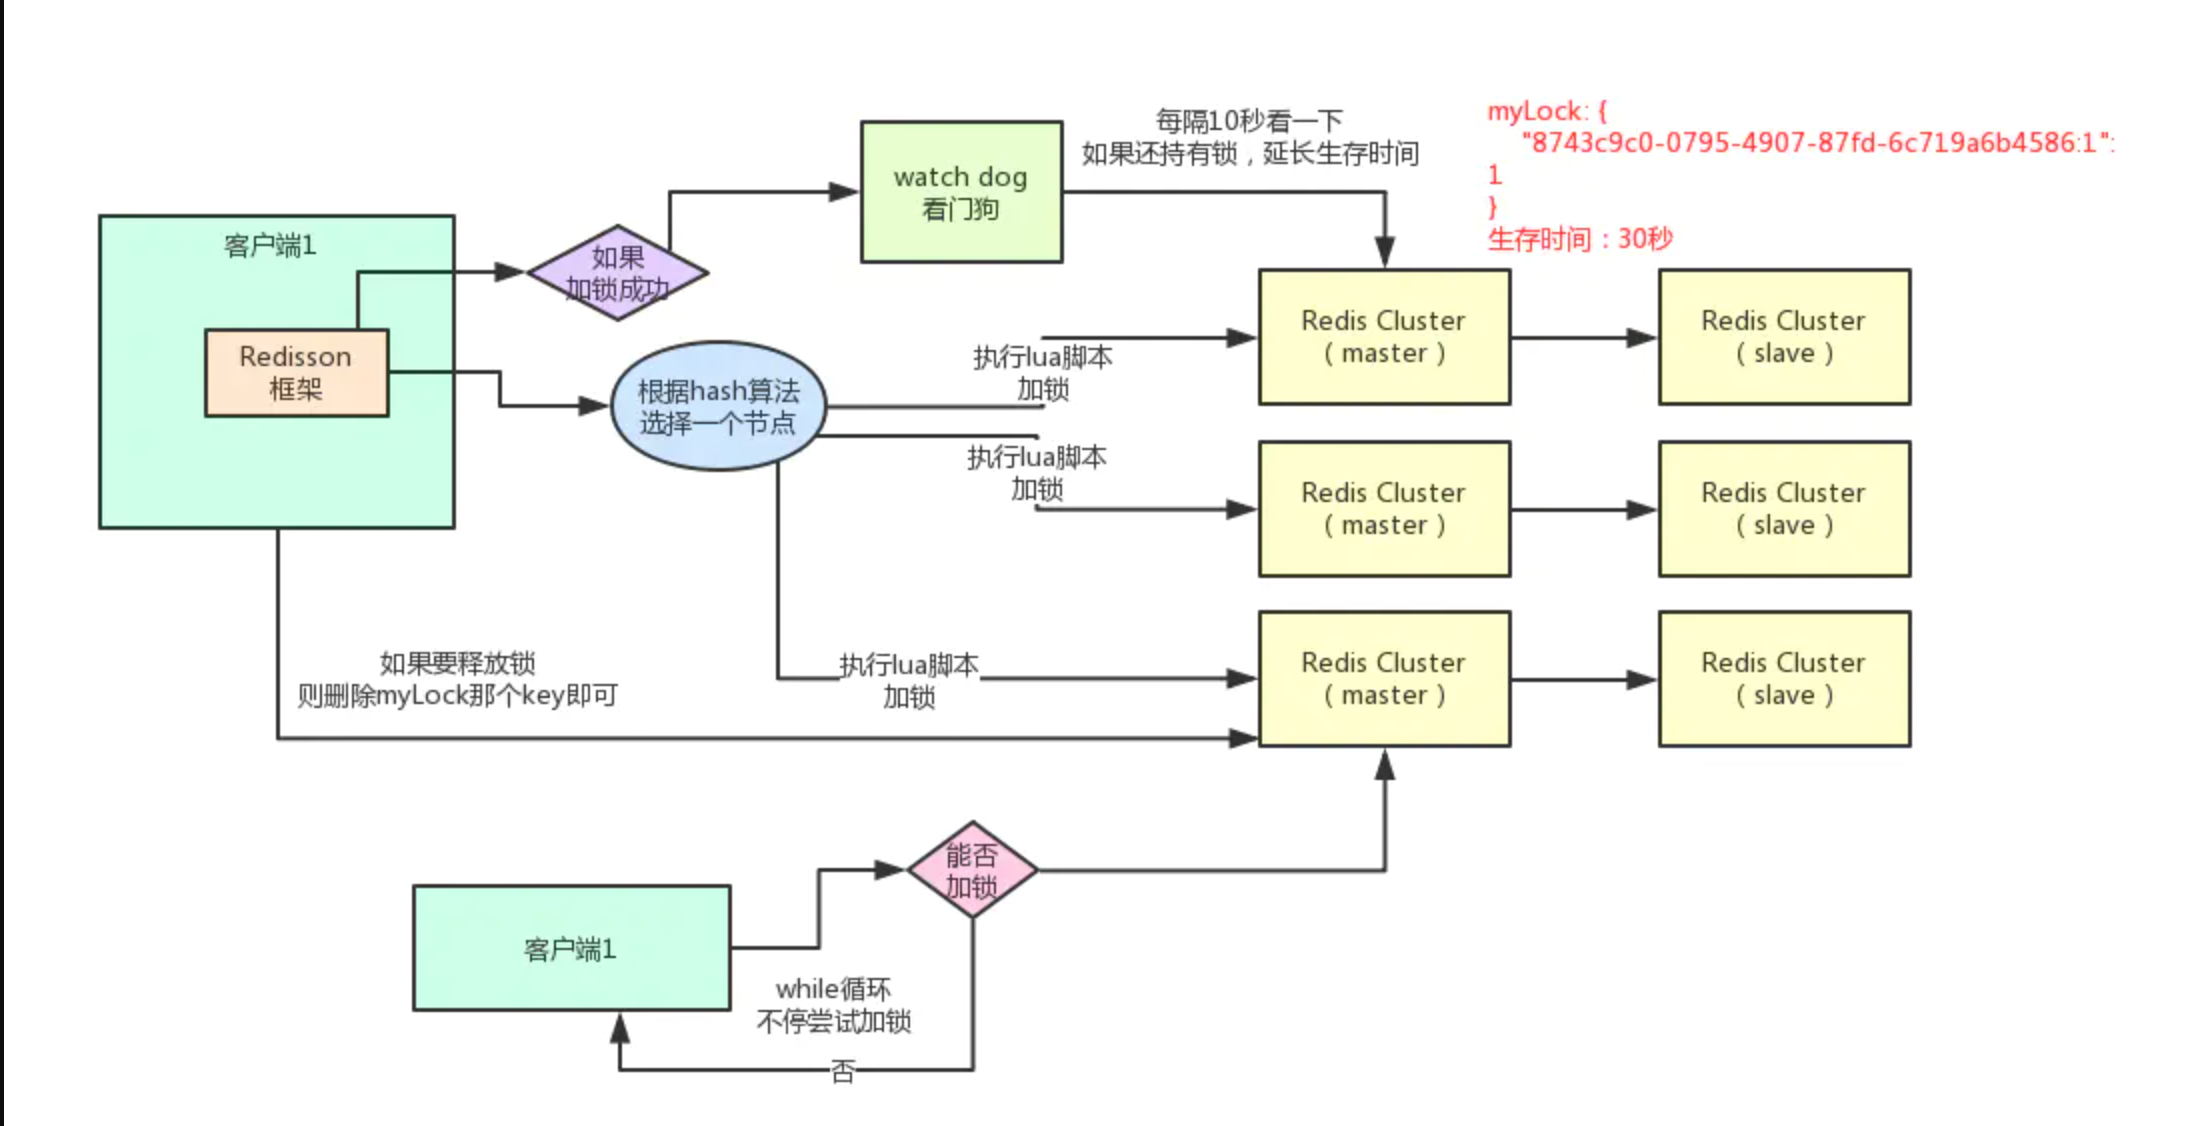 每隔10秒看一下
如果还持有锁，延长生存时间
myLock: {
"8743c9c0-0795-4907-87fd-6c719a6b4586:1":
1
}
生存时间：30秒
watch dog
看门狗
客户端1
如果
加锁成功
Redisson
框架
根据hash算法
选择一个节点
执行lua脚本
加锁
Redis Cluster
（ master ）
Redis Cluster
（ slave ）
执行lua脚本
加锁
Redis Cluster
（ master ）
Redis Cluster
（ slave ）
如果要释放锁
则删除myLock那个key即可
执行lua脚本
加锁
Redis Cluster
（ master ）
Redis Cluster
（ slave ）
能否
加锁
客户端1
while循环
不停尝试加锁
否